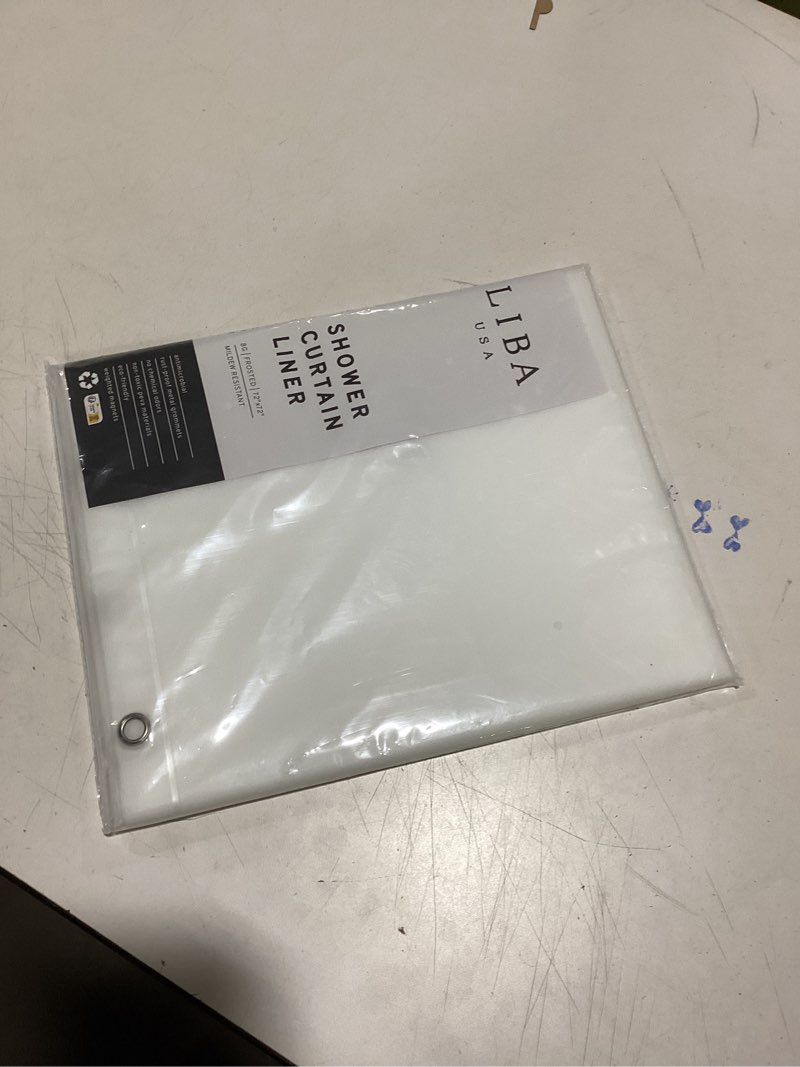 LIBA
USA
SHOWER
CURTAIN
LINER
8G | FROSTED | 72"x72"
MILDEW RESISTANT
antimicrobial
rust-proof metal grommets
no chemical odors
non-toxic peva materials
eco-friendly
weighted magnets